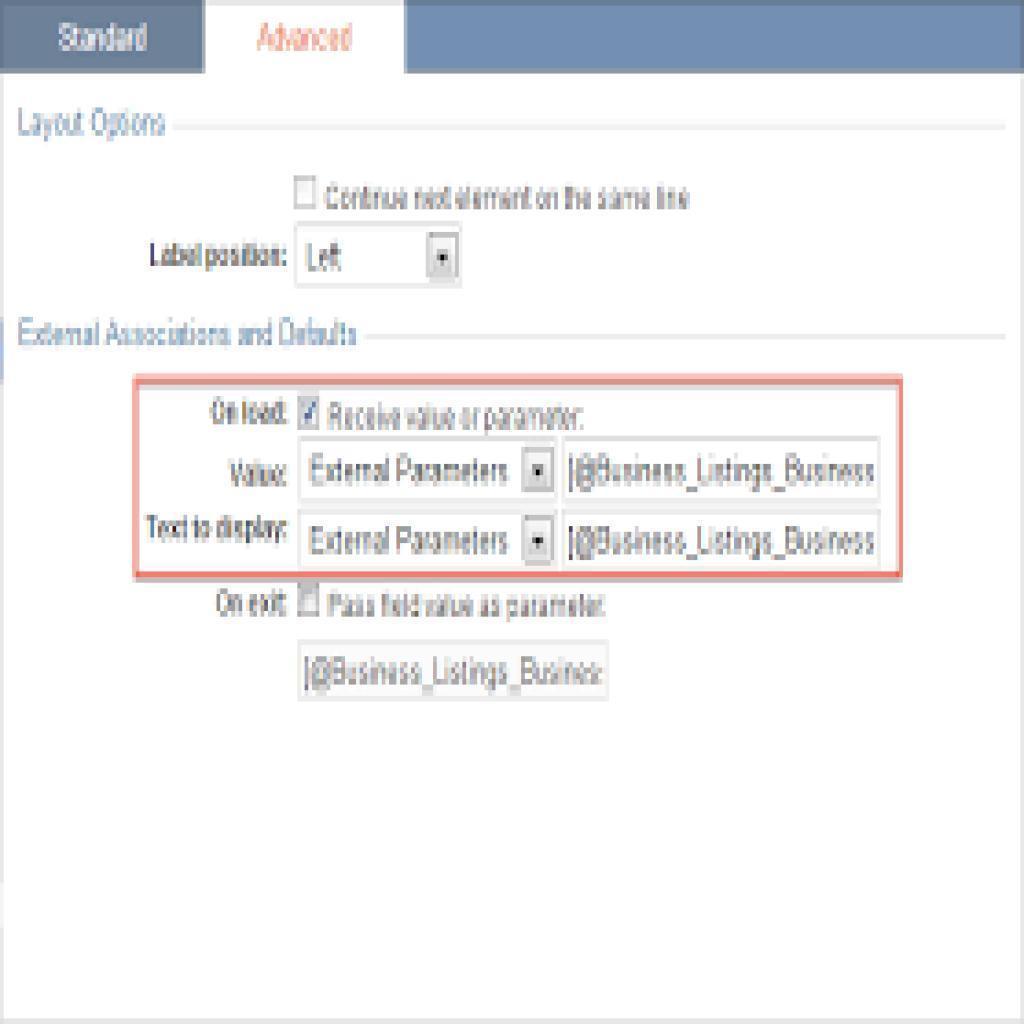 Standard Advanced
Layout Options
Continue next element on the same line
Label position: Left
External Associations and Defaults
On load: Receive value or parameter:
Value: External Parameters [@Business_Listings_Business
Text to display: External Parameters [@Business_Listings_Business
On exit: Pass field value as parameter:
[@Business_Listings_Busines